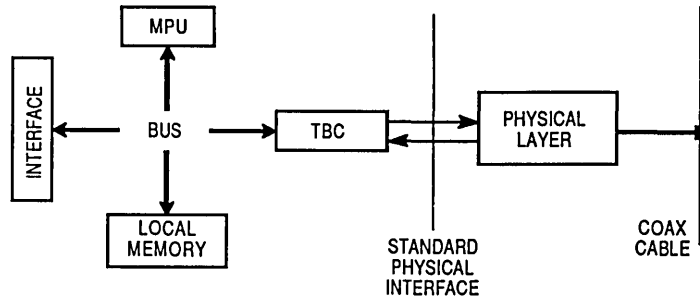 MPU
INTERFACE
BUS
TBC
PHYSICAL
LAYER
LOCAL
MEMORY
STANDARD
PHYSICAL
INTERFACE
COAX
CABLE